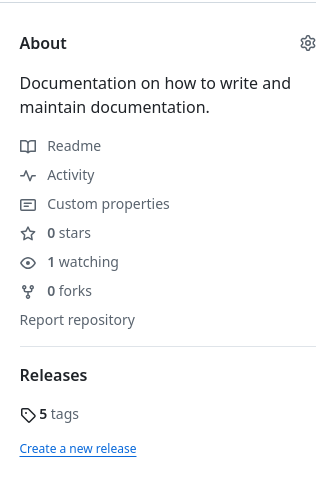 About
Documentation on how to write and
maintain documentation.
Readme
Activity
Custom properties
0 stars
1 watching
0 forks
Report repository
Releases
5 tags
Create a new release